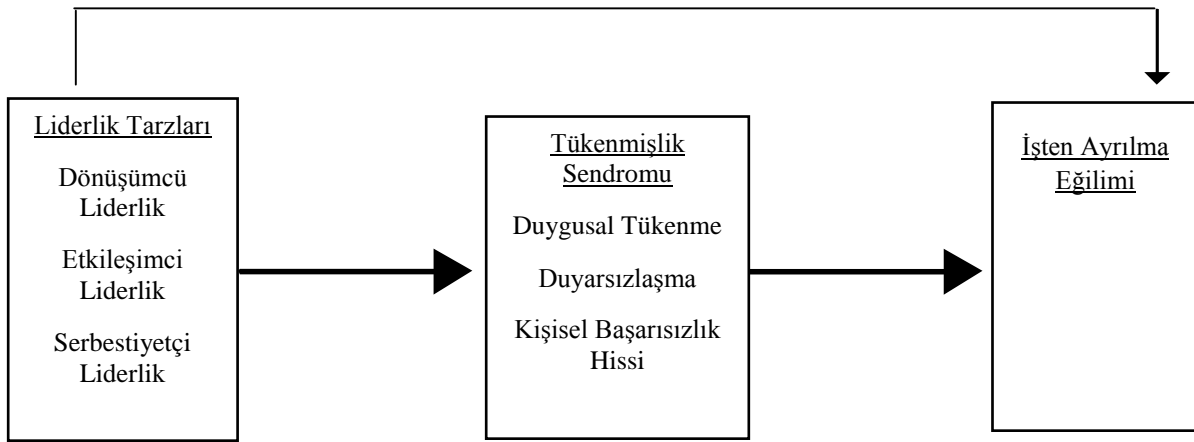 Liderlik Tarzları
Dönüşümcü
Liderlik
Etkileşimci
Liderlik
Serbestiyetçi
Liderlik
Tükenmişlik
Sendromu
Duygusal Tükenme
Duyarsızlaşma
Kişisel Başarısızlık
Hissi
İşten Ayrılma
Eğilimi